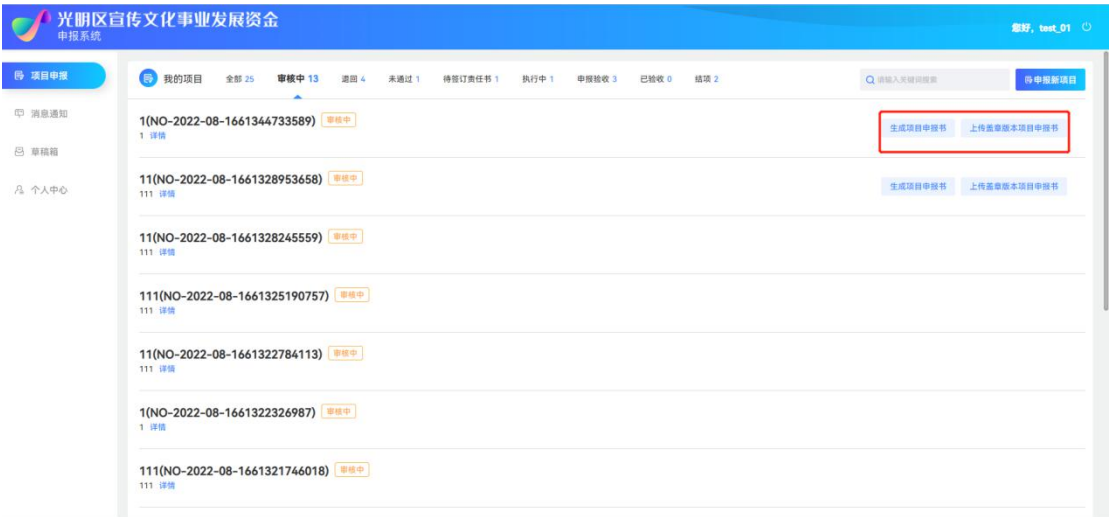 光明区宣传文化事业发展资金
申报系统
您好，test_01
项目申报
消息通知
草稿箱
个人中心
我的项目 全部 25 审核中 13 退回 4 未通过 1 待签订责任书 1 执行中 1 申报验收 3 已验收 0 结项 2 请输入关键词搜索 申报新项目
1(NO-2022-08-1661344733589) 审核中
1 详情
生成项目申报书 上传盖章版本项目申报书
11(NO-2022-08-1661328953658) 审核中
111 详情
生成项目申报书 上传盖章版本项目申报书
11(NO-2022-08-1661328245559) 审核中
111 详情
111(NO-2022-08-1661325190757) 审核中
111 详情
11(NO-2022-08-1661322784113) 审核中
111 详情
1(NO-2022-08-1661322326987) 审核中
1 详情
111(NO-2022-08-1661321746018) 审核中
111 详情